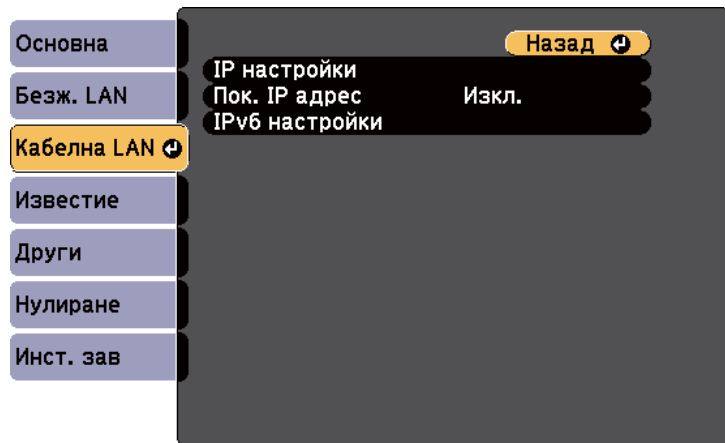 Основна
Безж. LAN
Кабелна LAN
Известие
Други
Нулиране
Инст. зав
Назад
IP настройки
Пок. IP адрес Изкл.
IPv6 настройки